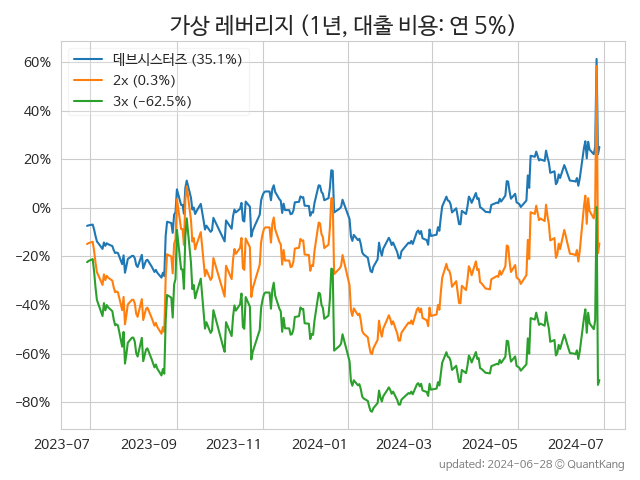 가상 레버리지 (1년, 대출 비용: 연 5%)
데브시스터즈 (35.1%)
2x (0.3%)
3x (−62.5%)
60%
40%
20%
0%
−20%
−40%
−60%
−80%
2023-07 2023-09 2023-11 2024-01 2024-03 2024-05 2024-07
updated: 2024-06-28 © QuantKang